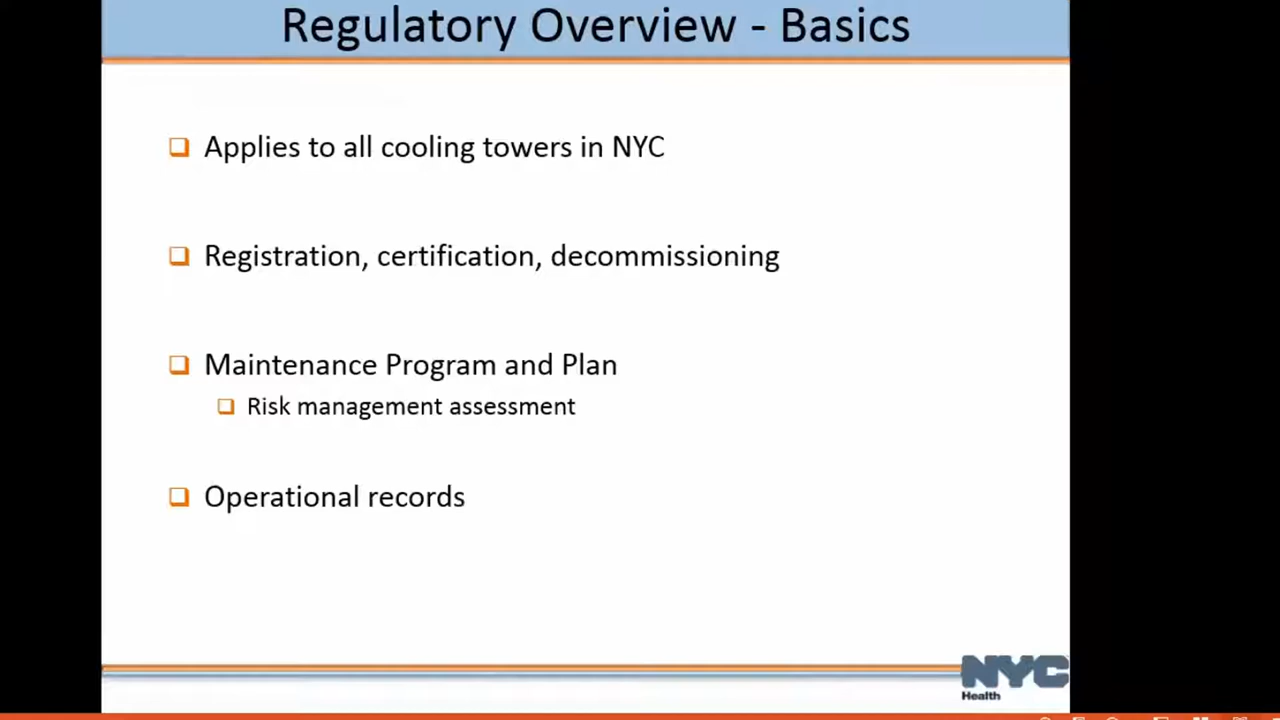 Regulatory Overview - Basics
Applies to all cooling towers in NYC
Registration, certification, decommissioning
Maintenance Program and Plan
Risk management assessment
Operational records
NYC
Health